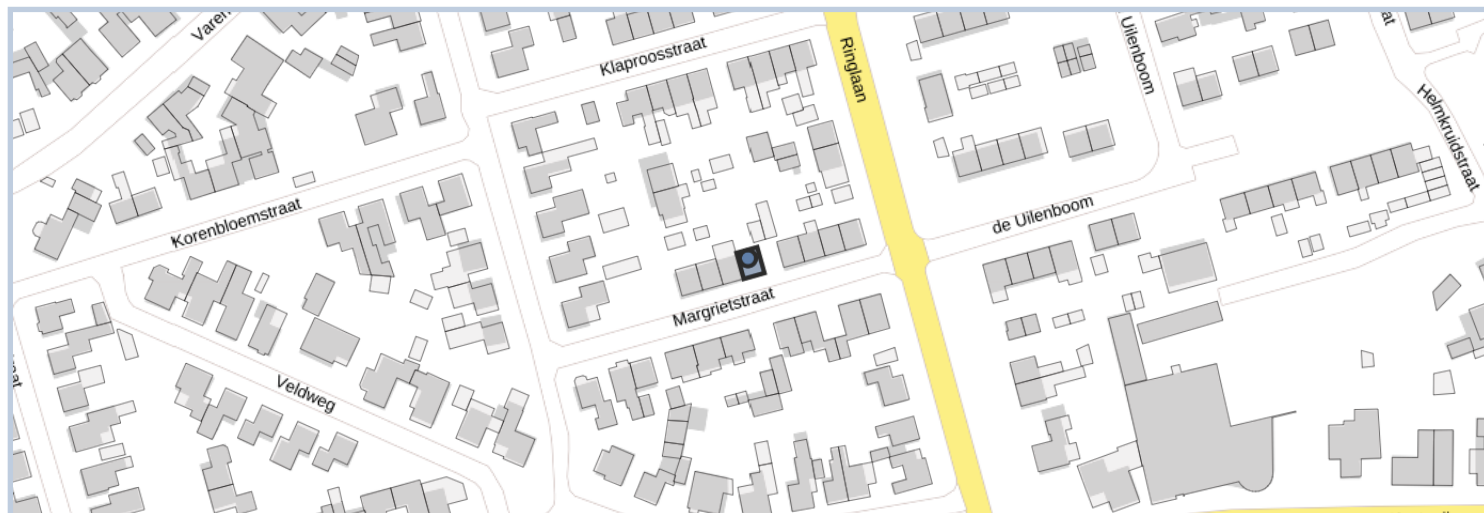 Klaproosstraat
Ringlaan
Uilenboom
Helmkruidstraat
Korenbloemstraat
de Uilenboom
Margrietstraat
Veldweg